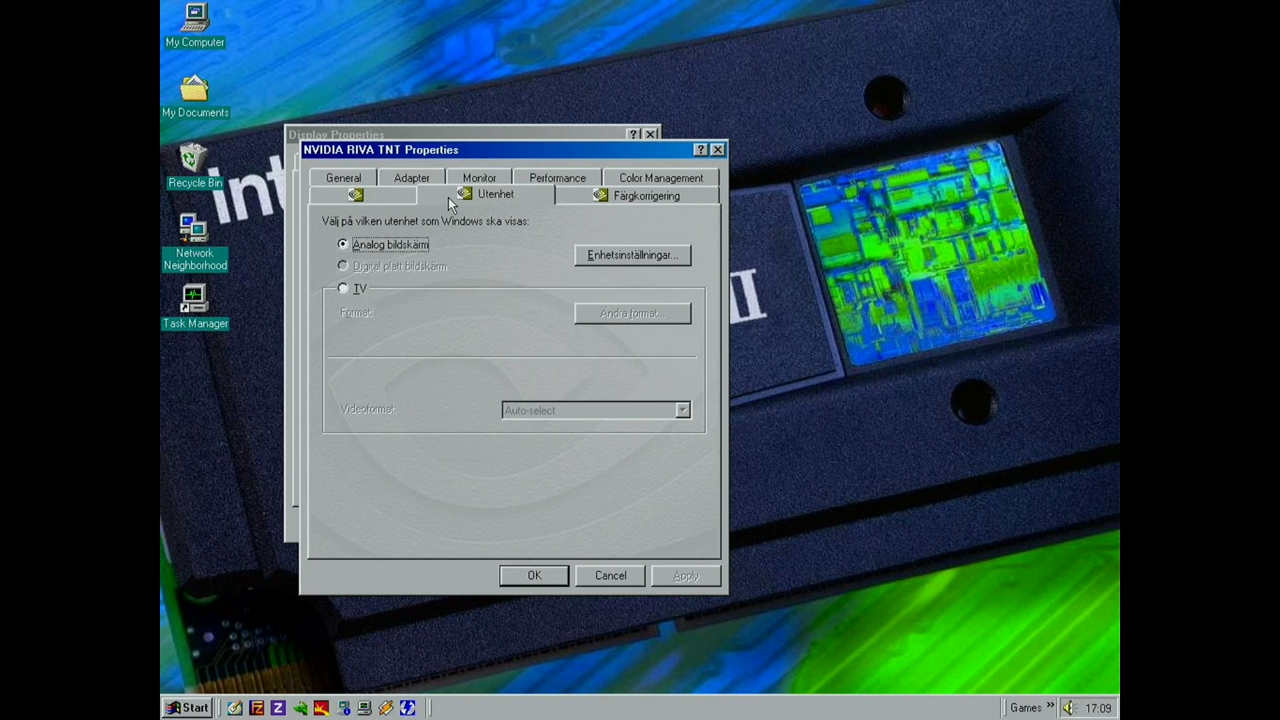 My Computer
My Documents
Recycle Bin
Network
Neighborhood
Task Manager
Int
II
Display Properties
NVIDIA RIVA TNT Properties
General
Adapter
Monitor
Performance
Color Management
Utenhet
Färgkorrigering
Välj på vilken utenhet som Windows ska visas:
Analog bildskärm
Enhetsinställningar...
Digital platt bildskärm
TV
Format:
Ändra format...
Videoformat:
Auto-select
OK
Cancel
Apply
Start
Games »
17:09